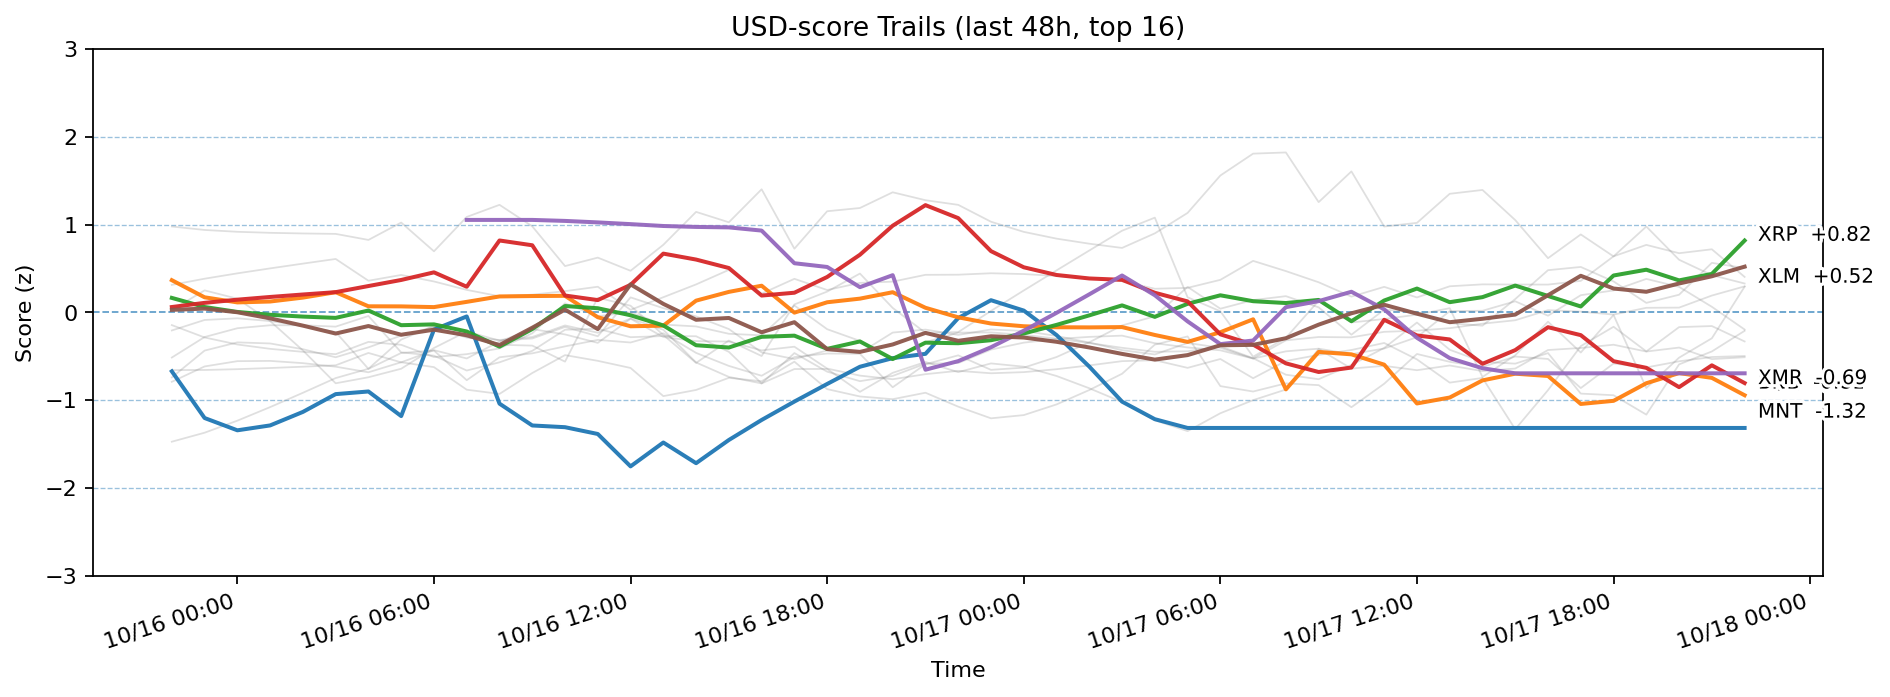 USD-score Trails (last 48h, top 16)
Score (z)
3
2
1
0
−1
−2
−3
XRP +0.82
XLM +0.52
XMR -0.69
MNT -1.32
10/16 00:00
10/16 06:00
10/16 12:00
10/16 18:00
10/17 00:00
10/17 06:00
10/17 12:00
10/17 18:00
10/18 00:00
Time